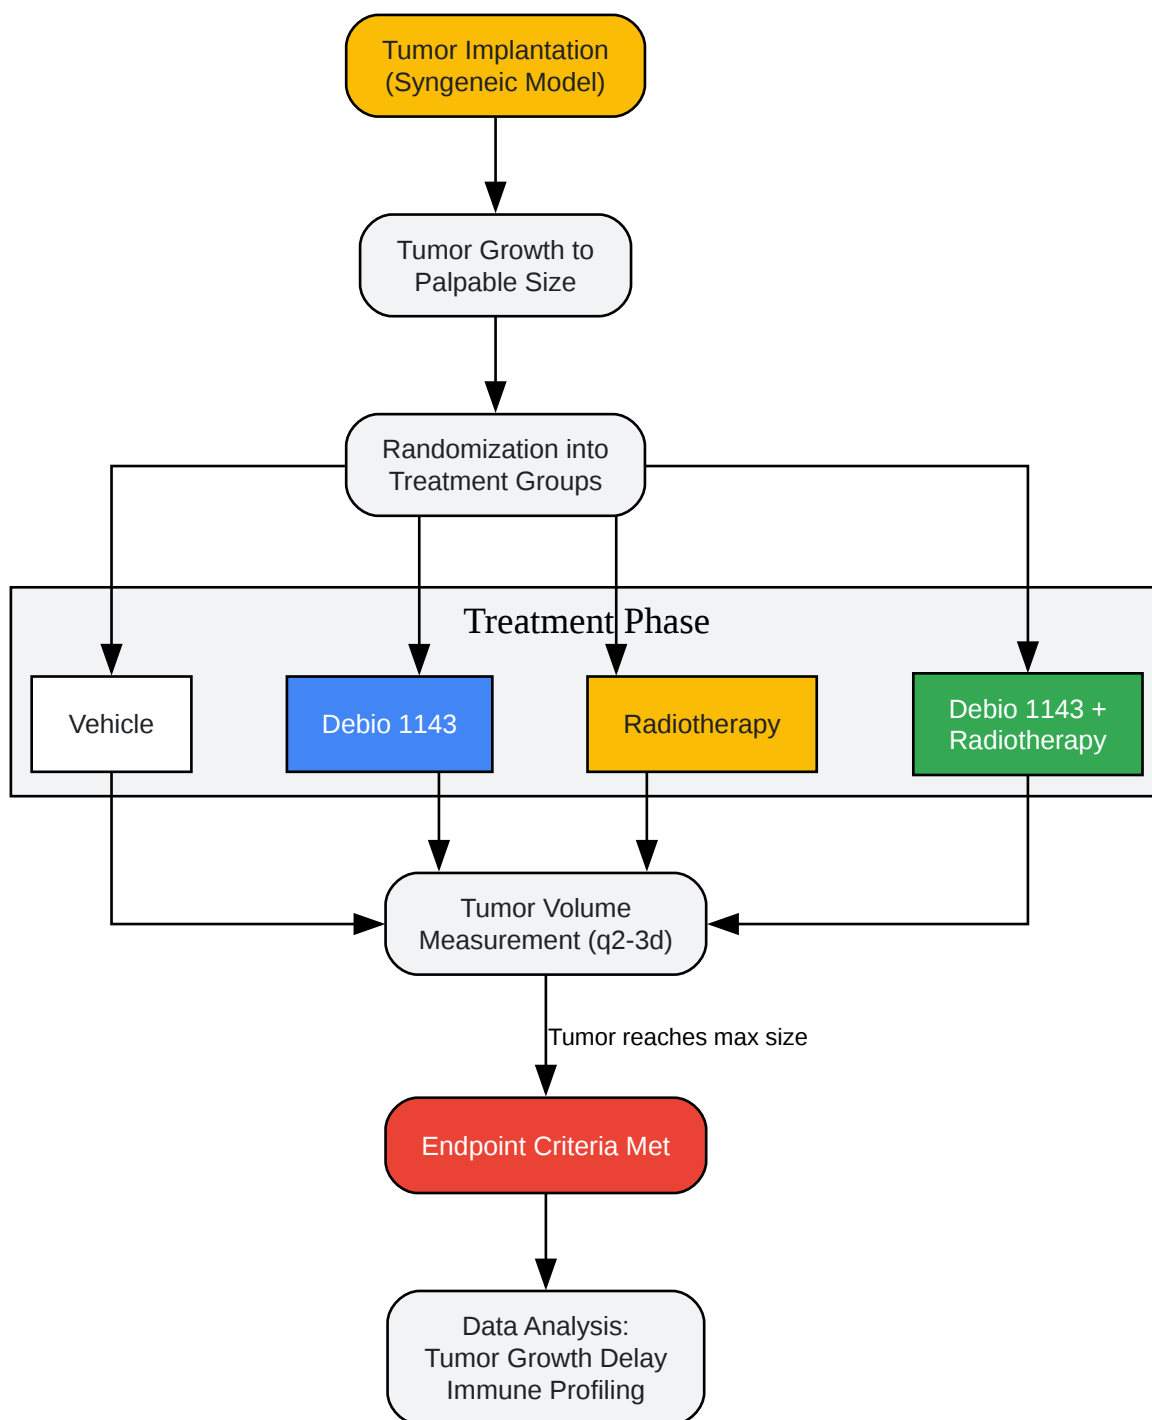 Tumor Implantation
(Syngeneic Model)
Tumor Growth to
Palpable Size
Randomization into
Treatment Groups
Treatment Phase
Vehicle
Debio 1143
Radiotherapy
Debio 1143 +
Radiotherapy
Tumor Volume
Measurement (q2-3d)
Tumor reaches max size
Endpoint Criteria Met
Data Analysis:
Tumor Growth Delay
Immune Profiling